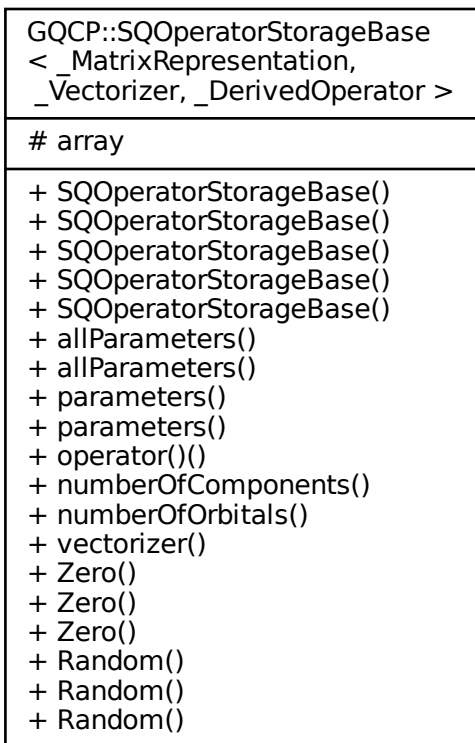 GQCP::SQOperatorStorageBase
< _MatrixRepresentation,
_Vectorizer, _DerivedOperator >
# array
+ SQOperatorStorageBase()
+ SQOperatorStorageBase()
+ SQOperatorStorageBase()
+ SQOperatorStorageBase()
+ SQOperatorStorageBase()
+ allParameters()
+ allParameters()
+ parameters()
+ parameters()
+ operator()()
+ numberOfComponents()
+ numberOfOrbitals()
+ vectorizer()
+ Zero()
+ Zero()
+ Zero()
+ Random()
+ Random()
+ Random()